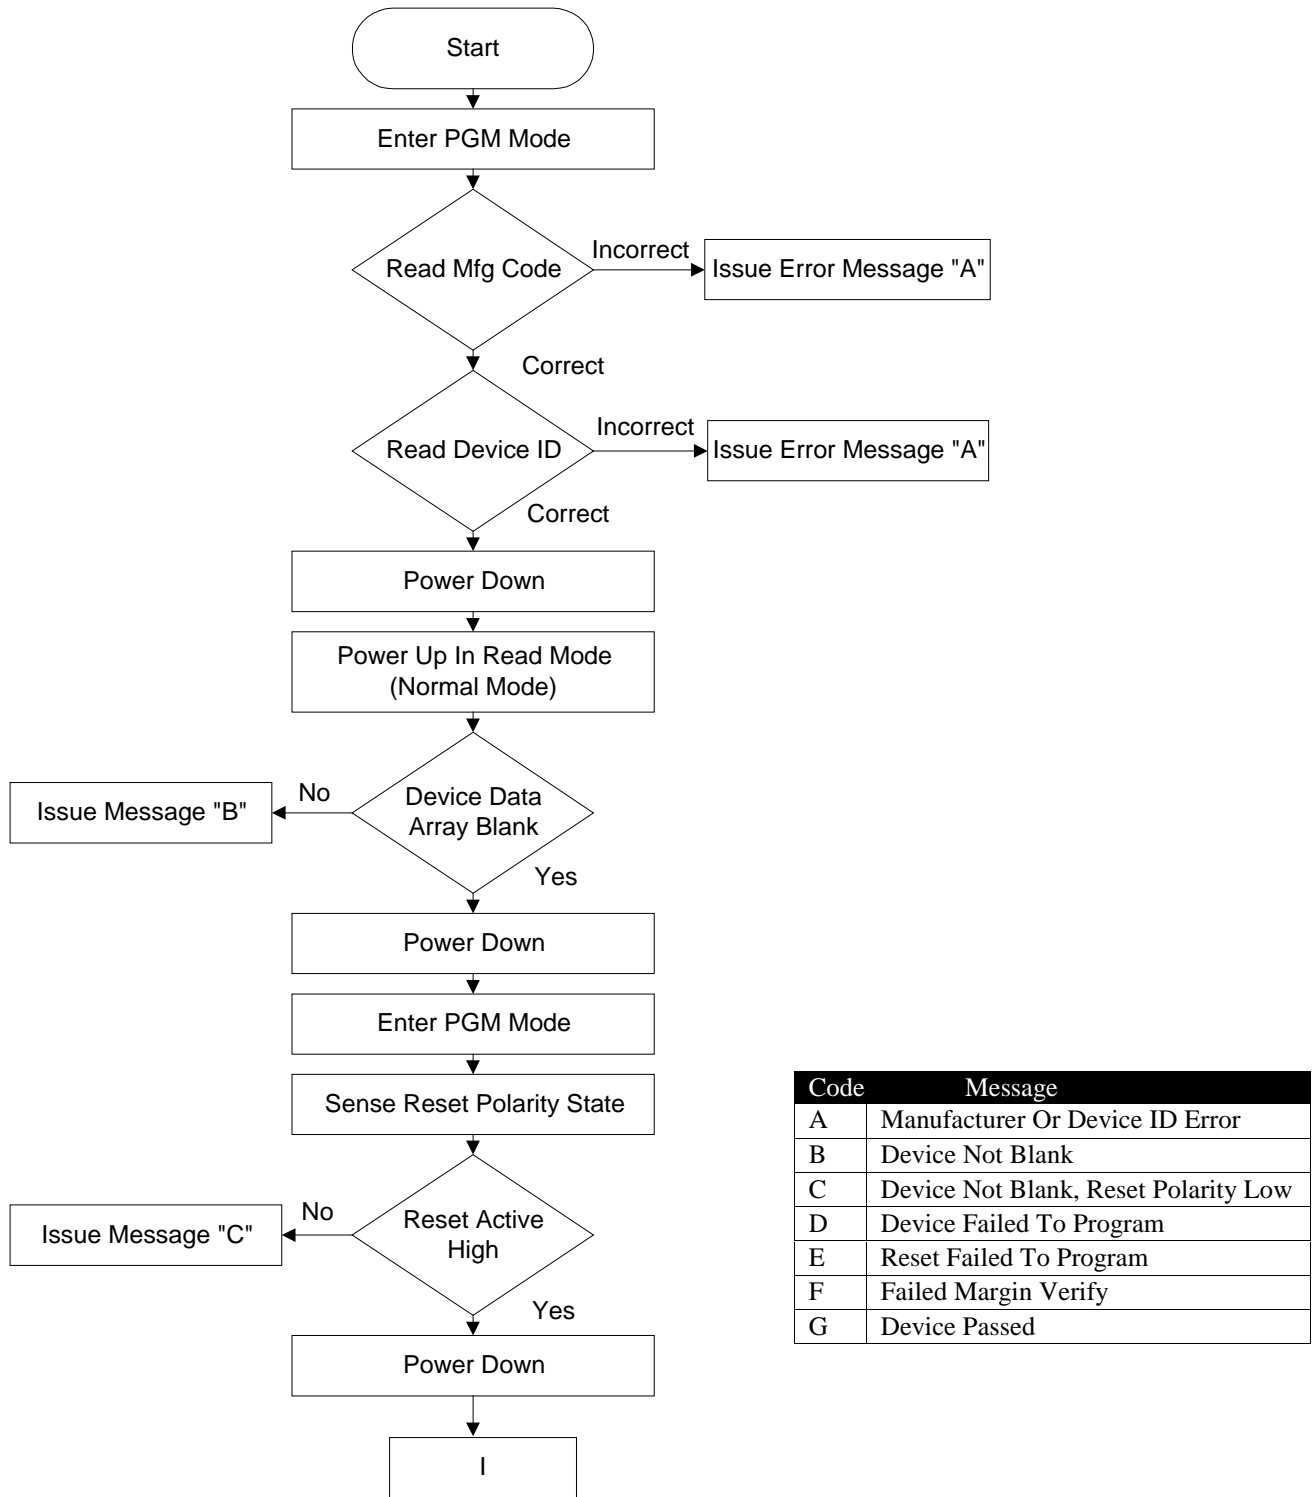 Start
Enter PGM Mode
Read Mfg Code
Incorrect
Issue Error Message "A"
Correct
Read Device ID
Incorrect
Issue Error Message "A"
Correct
Power Down
Power Up In Read Mode
(Normal Mode)
Device Data
Array Blank
No
Issue Message "B"
Yes
Power Down
Enter PGM Mode
Sense Reset Polarity State
Reset Active
High
No
Issue Message "C"
Yes
Power Down
I
Code Message
A Manufacturer Or Device ID Error
B Device Not Blank
C Device Not Blank, Reset Polarity Low
D Device Failed To Program
E Reset Failed To Program
F Failed Margin Verify
G Device Passed